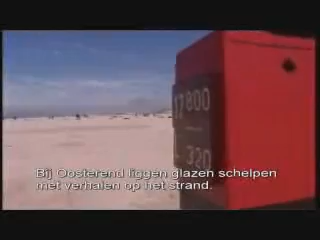 17800
320
Bij Oosterend liggen glazen schelpen
met verhalen op het strand.